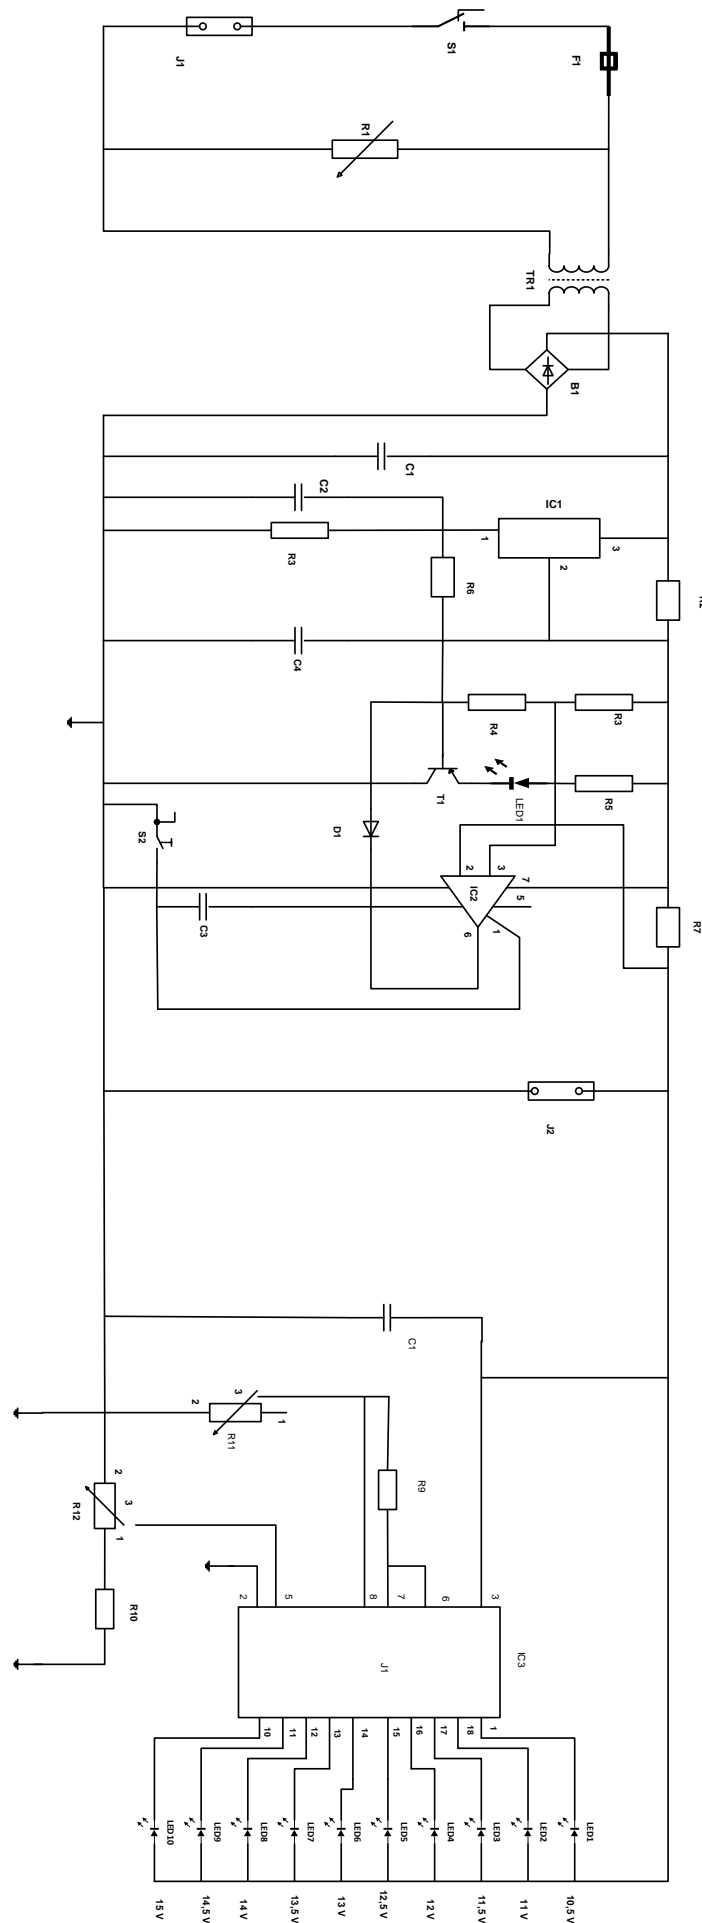 J1
S1
F1
R1
TR1
B1
C1
C2
IC1
R3
1
3
2
R6
C4
R4
R3
T1
LED1
R5
S2
D1
2
3
7
IC2
5
C3
6
1
R7
J2
C1
3
2
1
R11
R9
2
3
R12
1
R10
2
5
8
7
6
3
J1
IC3
10
11
12
13
14
15
16
17
18
1
LED10
LED9
LED8
LED7
LED6
LED5
LED4
LED3
LED2
LED1
15 V
14,5 V
14 V
13,5 V
13 V
12,5 V
12 V
11,5 V
11 V
10,5 V